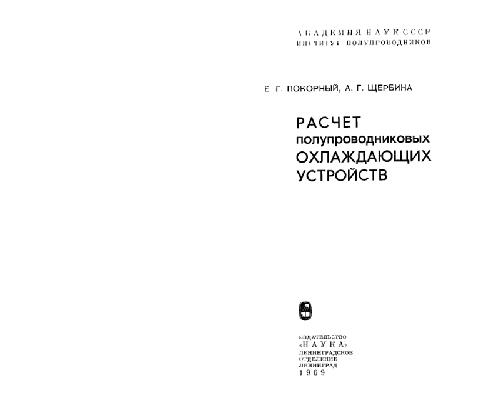 АКАДЕМИЯ НАУК СССР
ИНСТИТУТ ПОЛУПРОВОДНИКОВ
Е. Г. ПОКОРНЫЙ, А. Г. ЩЕРБИНА
РАСЧЕТ
полупроводниковых
ОХЛАЖДАЮЩИХ
УСТРОЙСТВ
ИЗДАТЕЛЬСТВО
«НАУКА»
ЛЕНИНГРАДСКОЕ
ОТДЕЛЕНИЕ
ЛЕНИНГРАД
1969